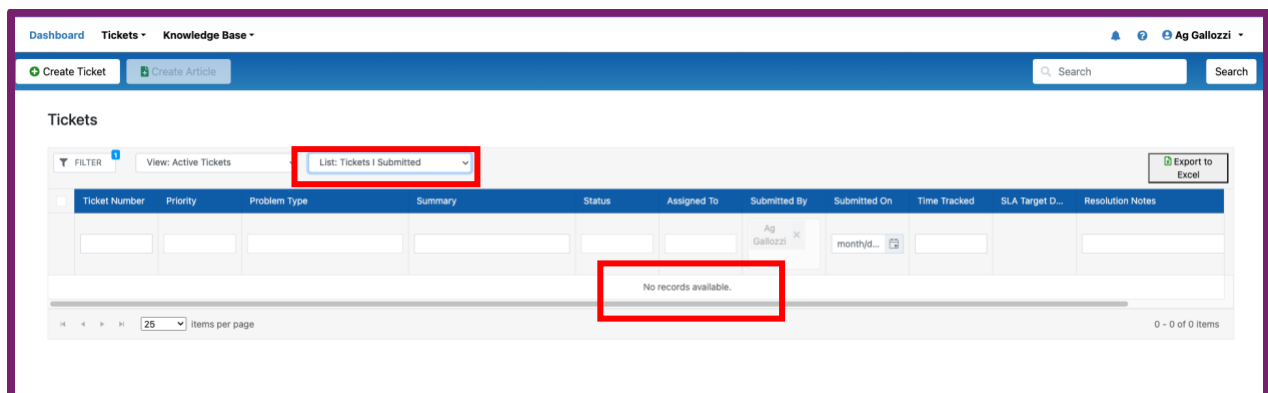 Dashboard Tickets Knowledge Base Ag Gallozzi
Create Ticket Create Article Search Search
Tickets
FILTER 1 View: Active Tickets List: Tickets I Submitted Export to
Excel
Ticket Number Priority Problem Type Summary Status Assigned To Submitted By Submitted On Time Tracked SLA Target D... Resolution Notes
Ag
Gallozzi month/d...
No records available.
25 items per page 0 - 0 of 0 items